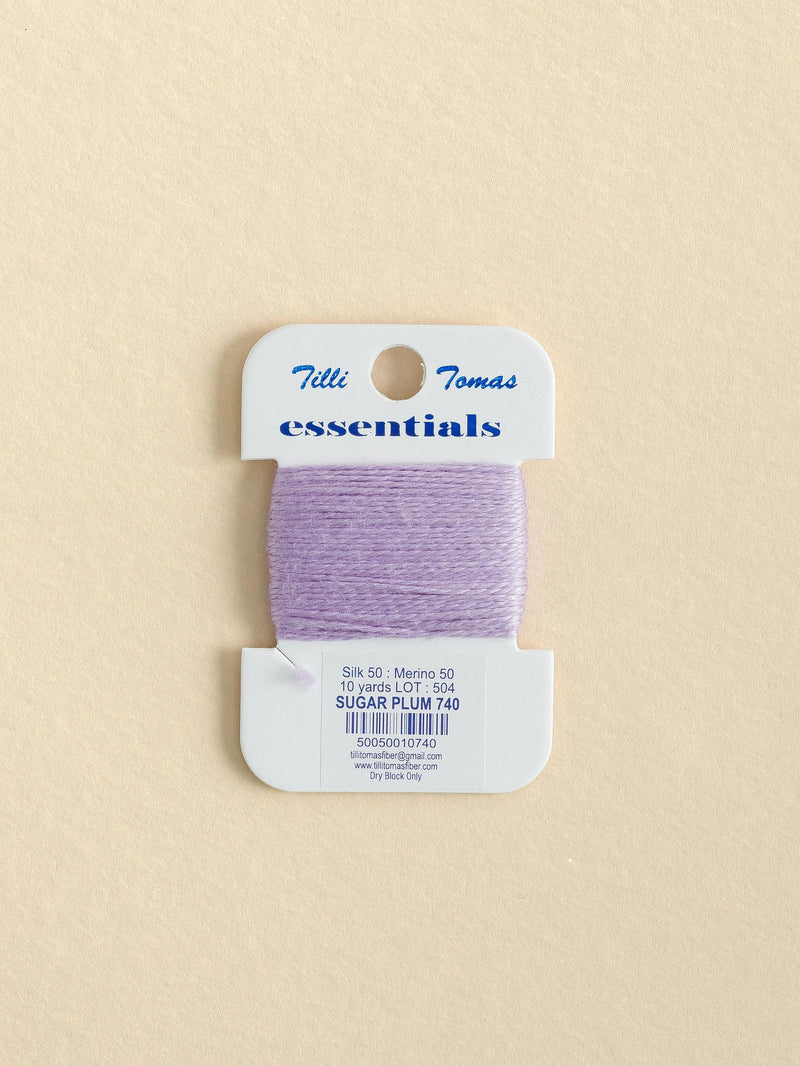 Tilli Tomas
essentials
Silk 50 : Merino 50
10 yards LOT : 504
SUGAR PLUM 740
50050010740
tillitomasfiber@gmail.com
www.tillitomasfiber.com
Dry Block Only